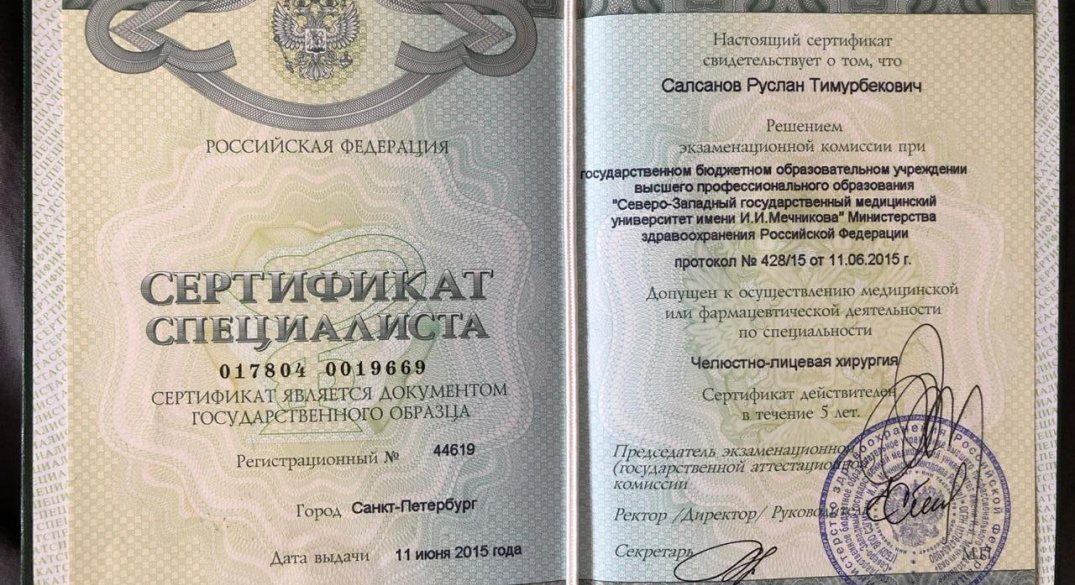 РОССИЙСКАЯ ФЕДЕРАЦИЯ
СЕРТИФИКАТ
СПЕЦИАЛИСТА
017804 0019669
СЕРТИФИКАТ ЯВЛЯЕТСЯ ДОКУМЕНТОМ
ГОСУДАРСТВЕННОГО ОБРАЗЦА
Регистрационный № 44619
Город Санкт-Петербург
Дата выдачи 11 июня 2015 года
Настоящий сертификат
свидетельствует о том, что
Салсанов Руслан Тимурбекович
Решением
экзаменационной комиссии при
государственном бюджетном образовательном учреждении
высшего профессионального образования
"Северо-Западный государственный медицинский
университет имени И.И.Мечникова" Министерства
здравоохранения Российской Федерации
протокол № 428/15 от 11.06.2015 г.
Допущен к осуществлению медицинской
или фармацевтической деятельности
по специальности
Челюстно-лицевая хирургия
Сертификат действителен
в течение 5 лет.
Председатель экзаменационной
(государственной аттестационной)
комиссии
Ректор /Директор/ Руководитель
Секретарь
М.П.